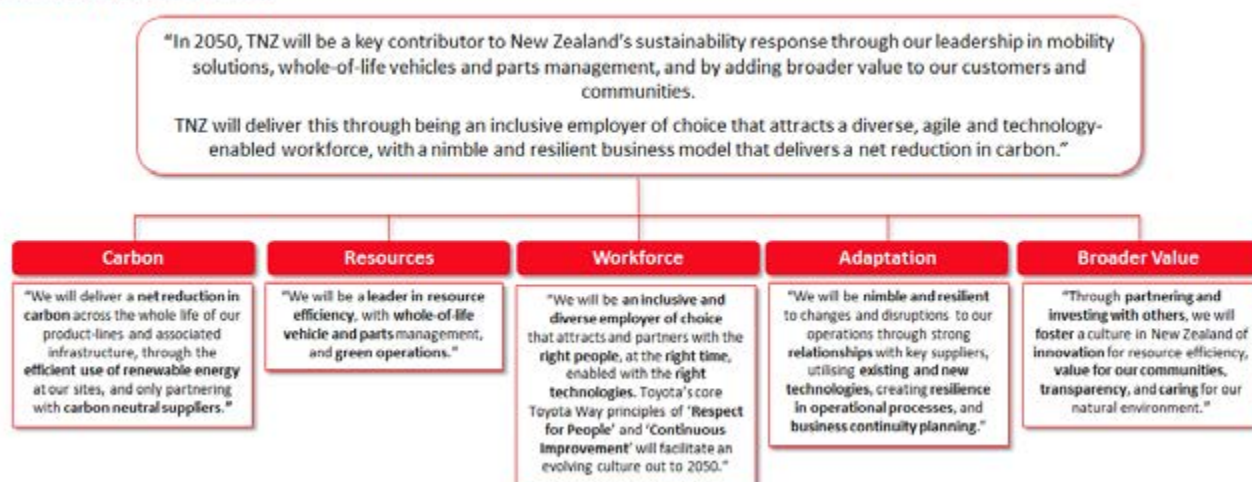 "In 2050, TNZ will be a key contributor to New Zealand's sustainability response through our leadership in mobility
solutions, whole-of-life vehicles and parts management, and by adding broader value to our customers and
communities.
TNZ will deliver this through being an inclusive employer of choice that attracts a diverse, agile and technology-
enabled workforce, with a nimble and resilient business model that delivers a net reduction in carbon."
Carbon
"We will deliver a net reduction in
carbon across the whole life of our
product-lines and associated
infrastructure, through the
efficient use of renewable energy
at our sites, and only partnering
with carbon neutral suppliers."
Resources
"We will be a leader in resource
efficiency, with whole-of-life
vehicle and parts management,
and green operations."
Workforce
"We will be an inclusive and
diverse employer of choice
that attracts and partners with the
right people, at the right time,
enabled with the right
technologies. Toyota's core
Toyota Way principles of 'Respect
for People' and 'Continuous
Improvement' will facilitate an
evolving culture out to 2050."
Adaptation
"We will be nimble and resilient
to changes and disruptions to our
operations through strong
relationships with key suppliers,
utilising existing and new
technologies, creating resilience
in operational processes, and
business continuity planning."
Broader Value
"Through partnering and
investing with others, we will
foster a culture in New Zealand of
innovation for resource efficiency,
value for our communities,
transparency, and caring for our
natural environment."